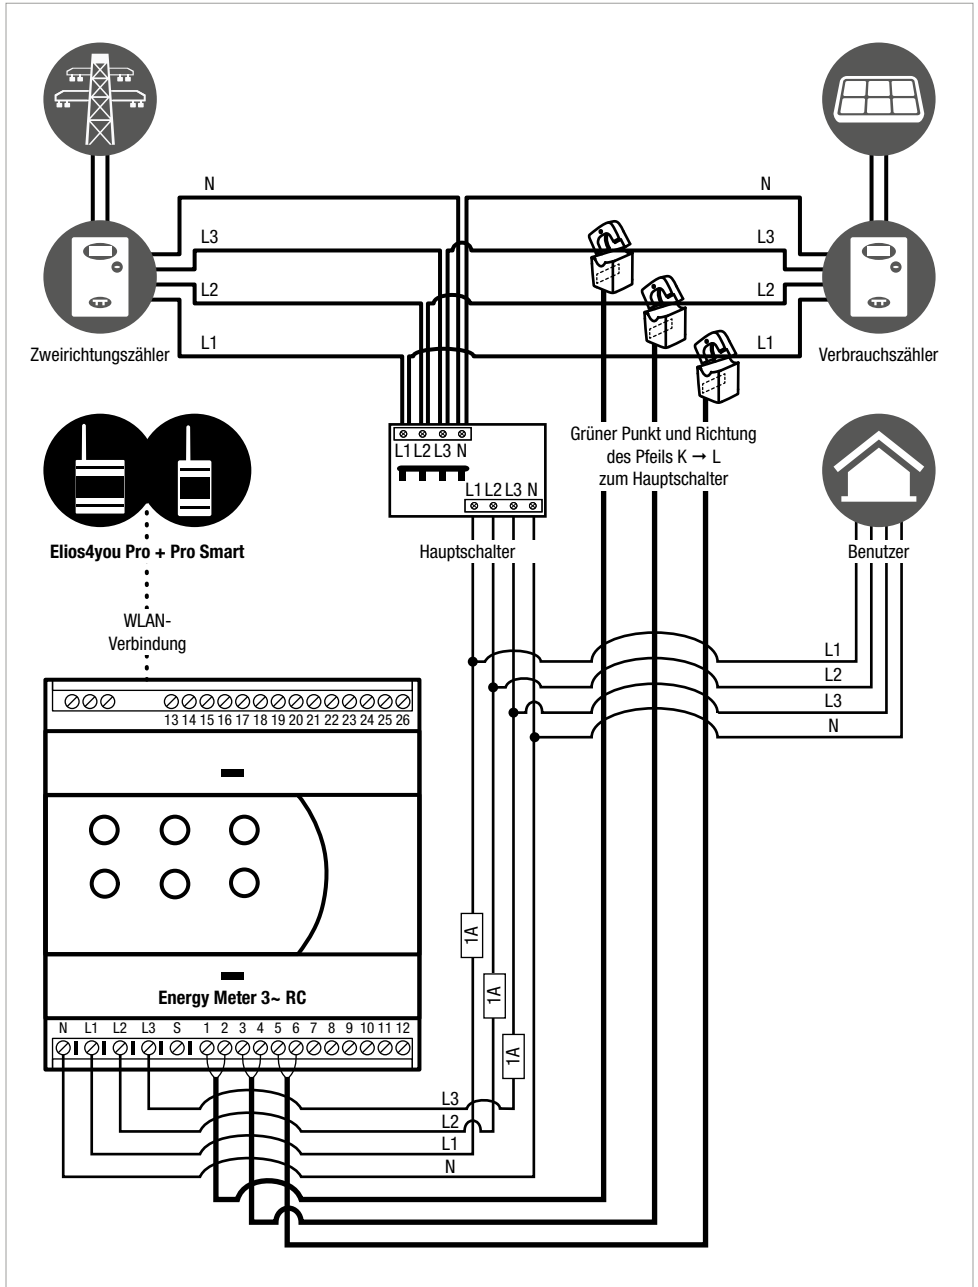 N
N
L3
L3
L2
L2
L1
L1
Zweirichtungszähler
Verbrauchszähler
L1 L2 L3 N
L1 L2 L3 N
Hauptschalter
Grüner Punkt und Richtung
des Pfeils K → L
zum Hauptschalter
Elios4you Pro + Pro Smart
Benutzer
WLAN-
Verbindung
L1
L2
L3
N
13 14 15 16 17 18 19 20 21 22 23 24 25 26
1A
1A
1A
Energy Meter 3~ RC
N L1 L2 L3 S 1 2 3 4 5 6 7 8 9 10 11 12
L3
L2
L1
N